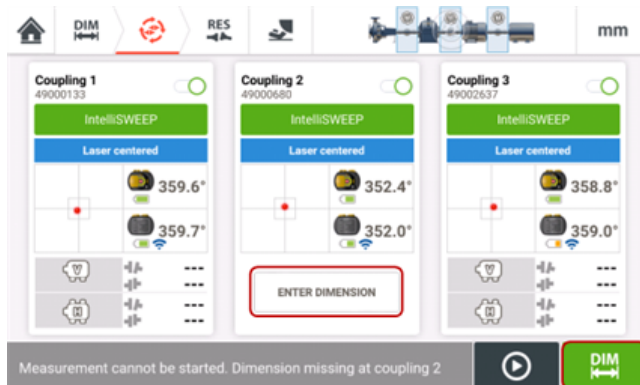 DIM
RES
mm
Coupling 1
49000133
IntelliSWEEP
Laser centered
359.6°
359.7°
V
---
---
H
---
---
Coupling 2
49000680
IntelliSWEEP
Laser centered
352.4°
352.0°
ENTER DIMENSION
Coupling 3
49002637
IntelliSWEEP
Laser centered
358.8°
359.0°
V
---
---
H
---
---
Measurement cannot be started. Dimension missing at coupling 2
DIM